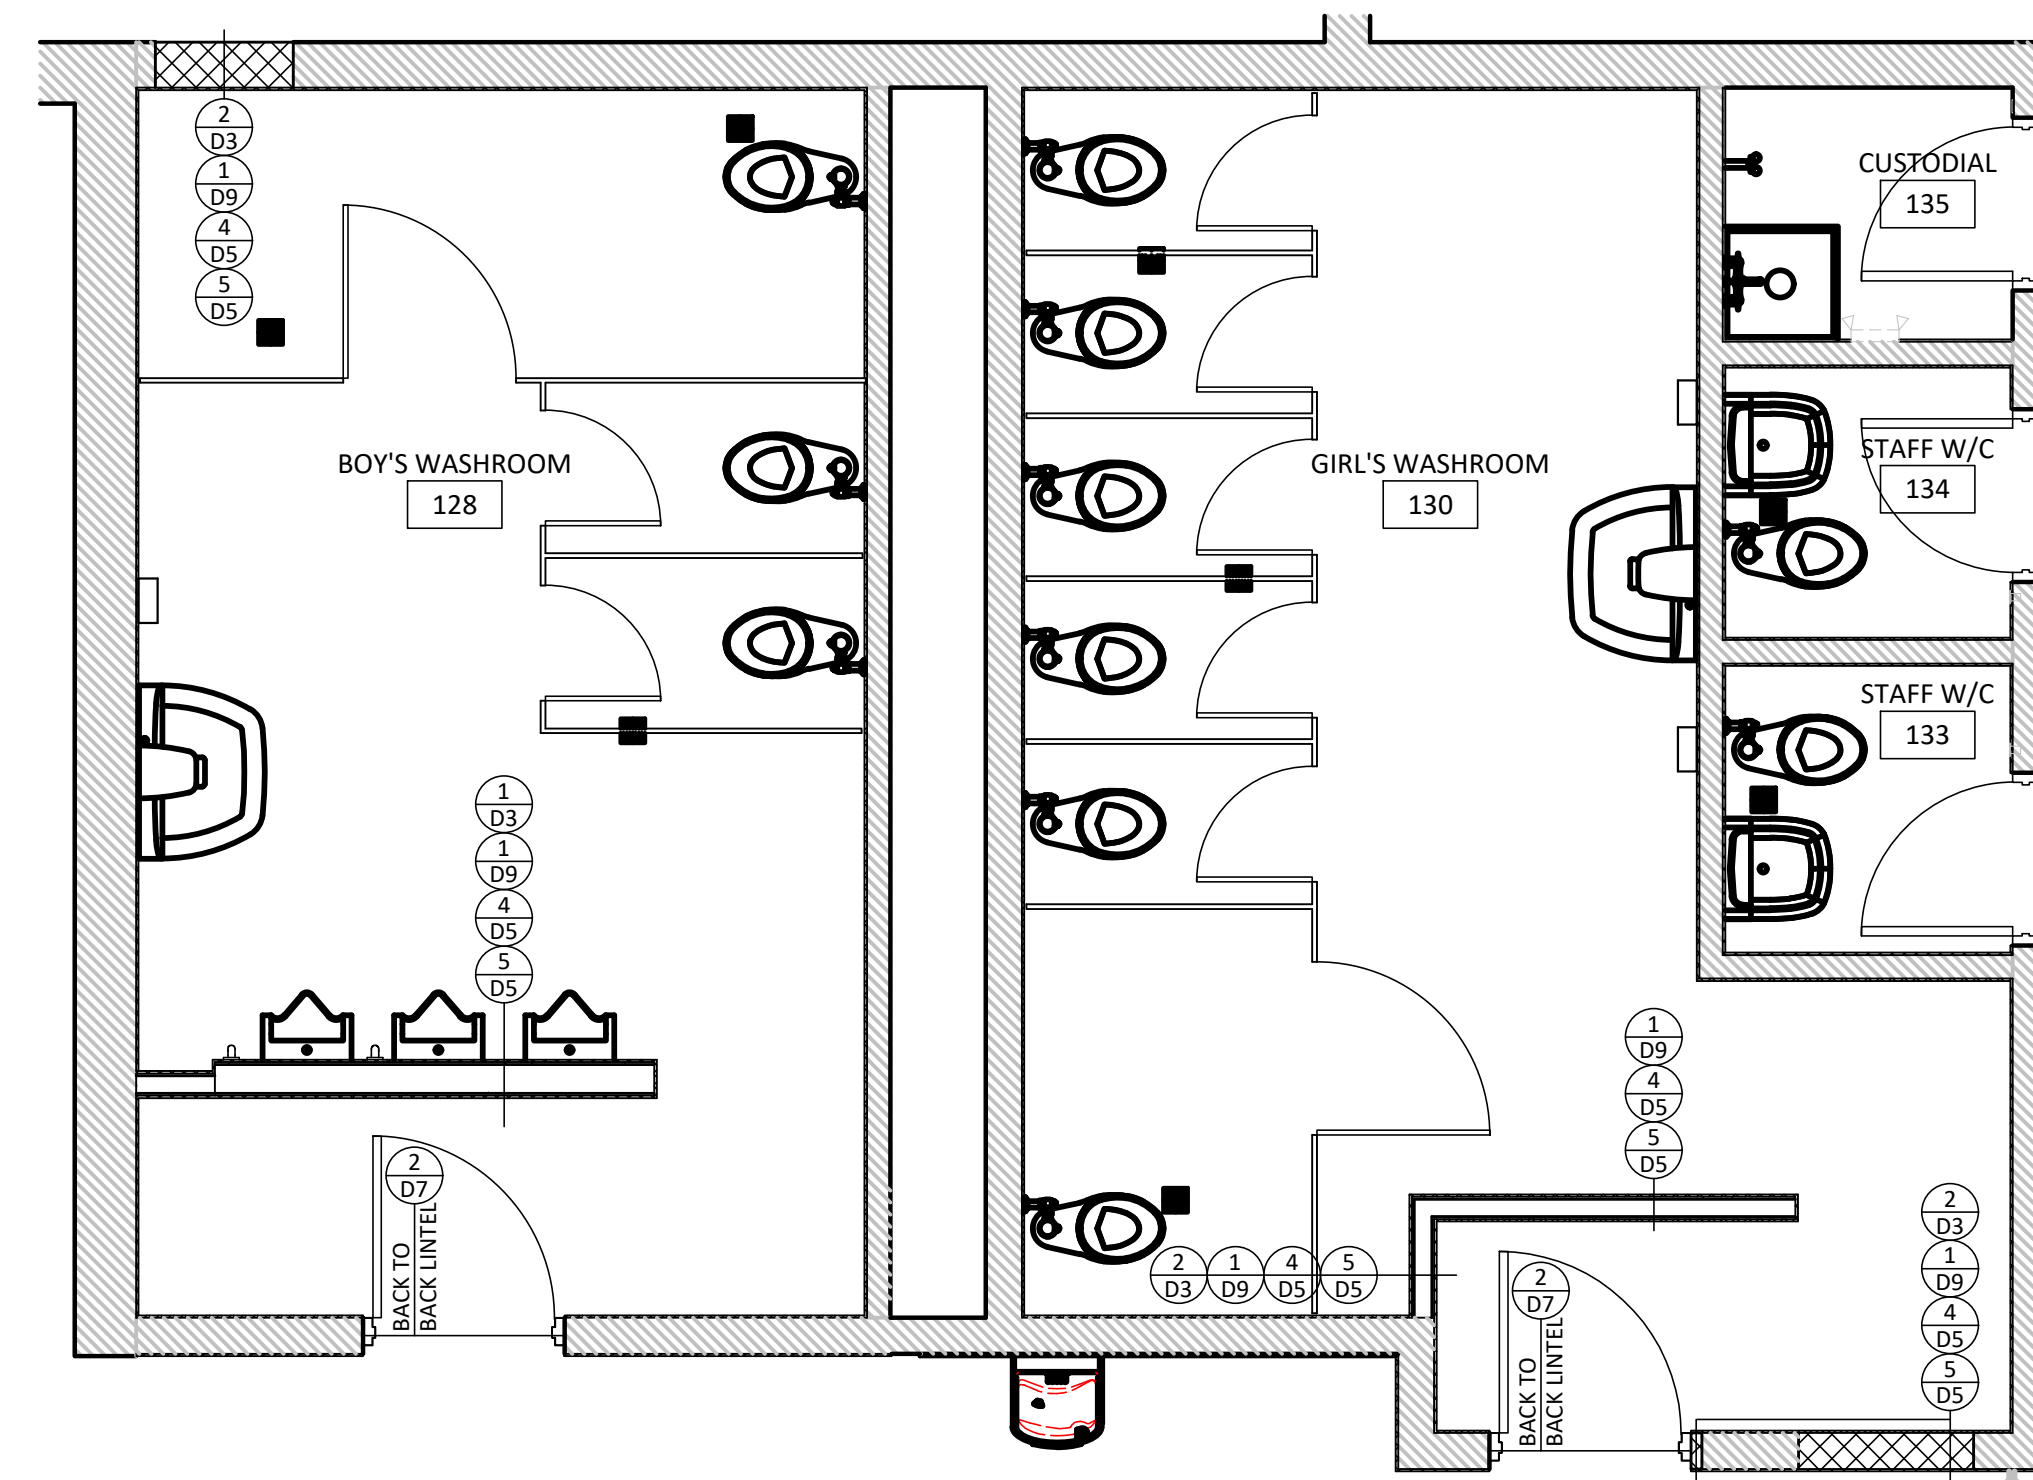 2
D3
1
D9
4
D5
5
D5
CUSTODIAL
135
BOY'S WASHROOM
128
GIRL'S WASHROOM
130
STAFF W/C
134
STAFF W/C
133
1
D3
1
D9
4
D5
5
D5
1
D9
4
D5
5
D5
2
D7
BACK TO
BACK LINTEL
2
D3
1
D9
4
D5
5
D5
2
D7
BACK TO
BACK LINTEL
2
D3
1
D9
4
D5
5
D5